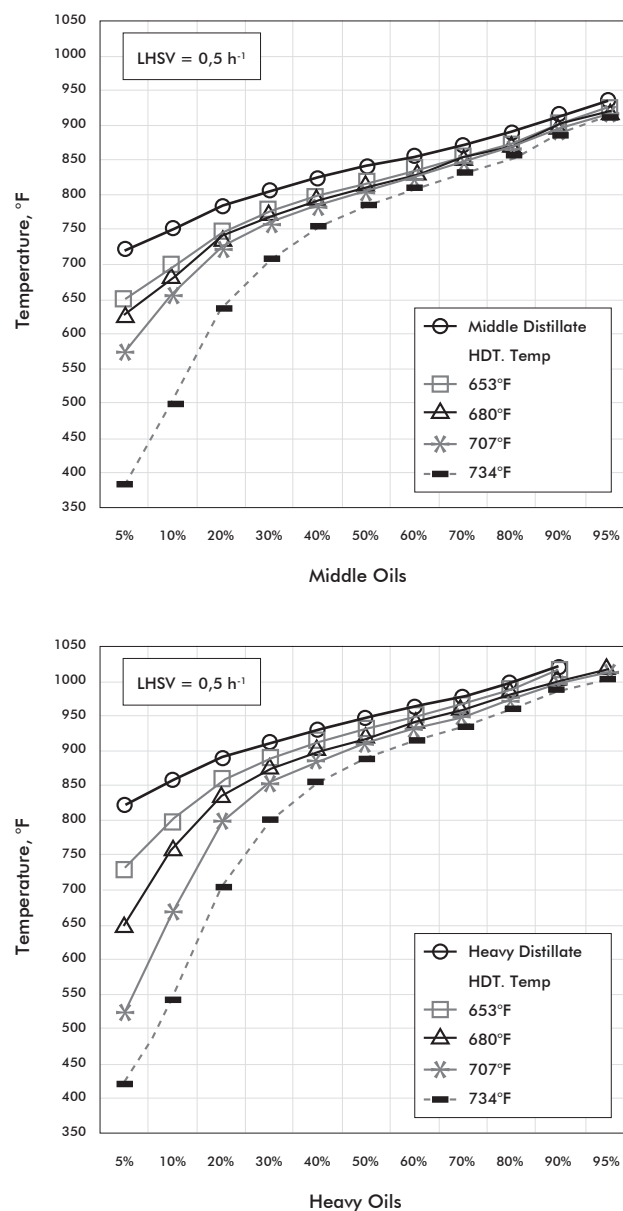 1050
1000
950
900
850
800
750
700
650
600
550
500
450
400
350
Temperature, °F
LHSV = 0,5 h⁻¹
Middle Distillate
HDT. Temp
653°F
680°F
707°F
734°F
5% 10% 20% 30% 40% 50% 60% 70% 80% 90% 95%
Middle Oils
1050
1000
950
900
850
800
750
700
650
600
550
500
450
400
350
Temperature, °F
LHSV = 0,5 h⁻¹
Heavy Distillate
HDT. Temp
653°F
680°F
707°F
734°F
5% 10% 20% 30% 40% 50% 60% 70% 80% 90% 95%
Heavy Oils